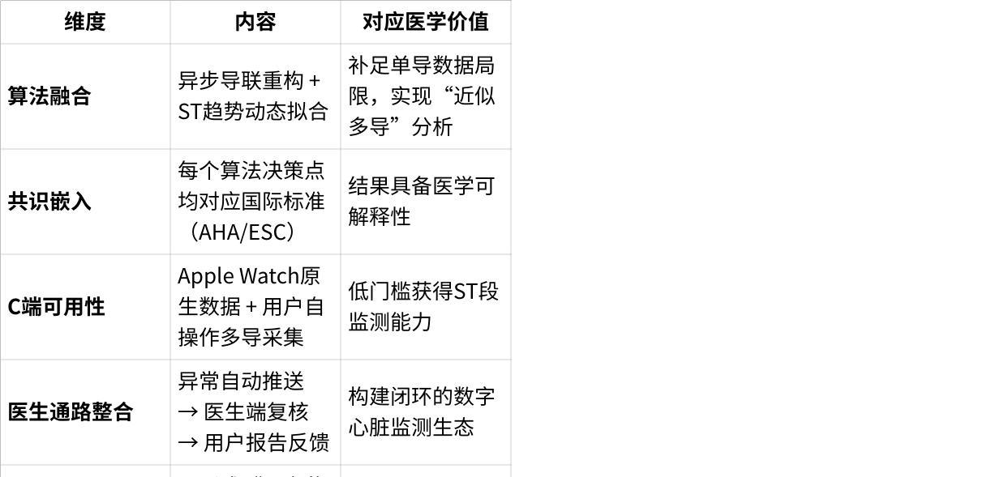 维度
内容
对应医学价值
算法融合
异步导联重构 +
ST趋势动态拟合
补足单导数据局
限，实现“近似
多导”分析
共识嵌入
每个算法决策点
均对应国际标准
（AHA/ESC）
结果具备医学可
解释性
C端可用性
Apple Watch原
生数据 + 用户自
操作多导采集
低门槛获得ST段
监测能力
医生通路整合
异常自动推送
→ 医生端复核
→ 用户报告反馈
构建闭环的数字
心脏监测生态